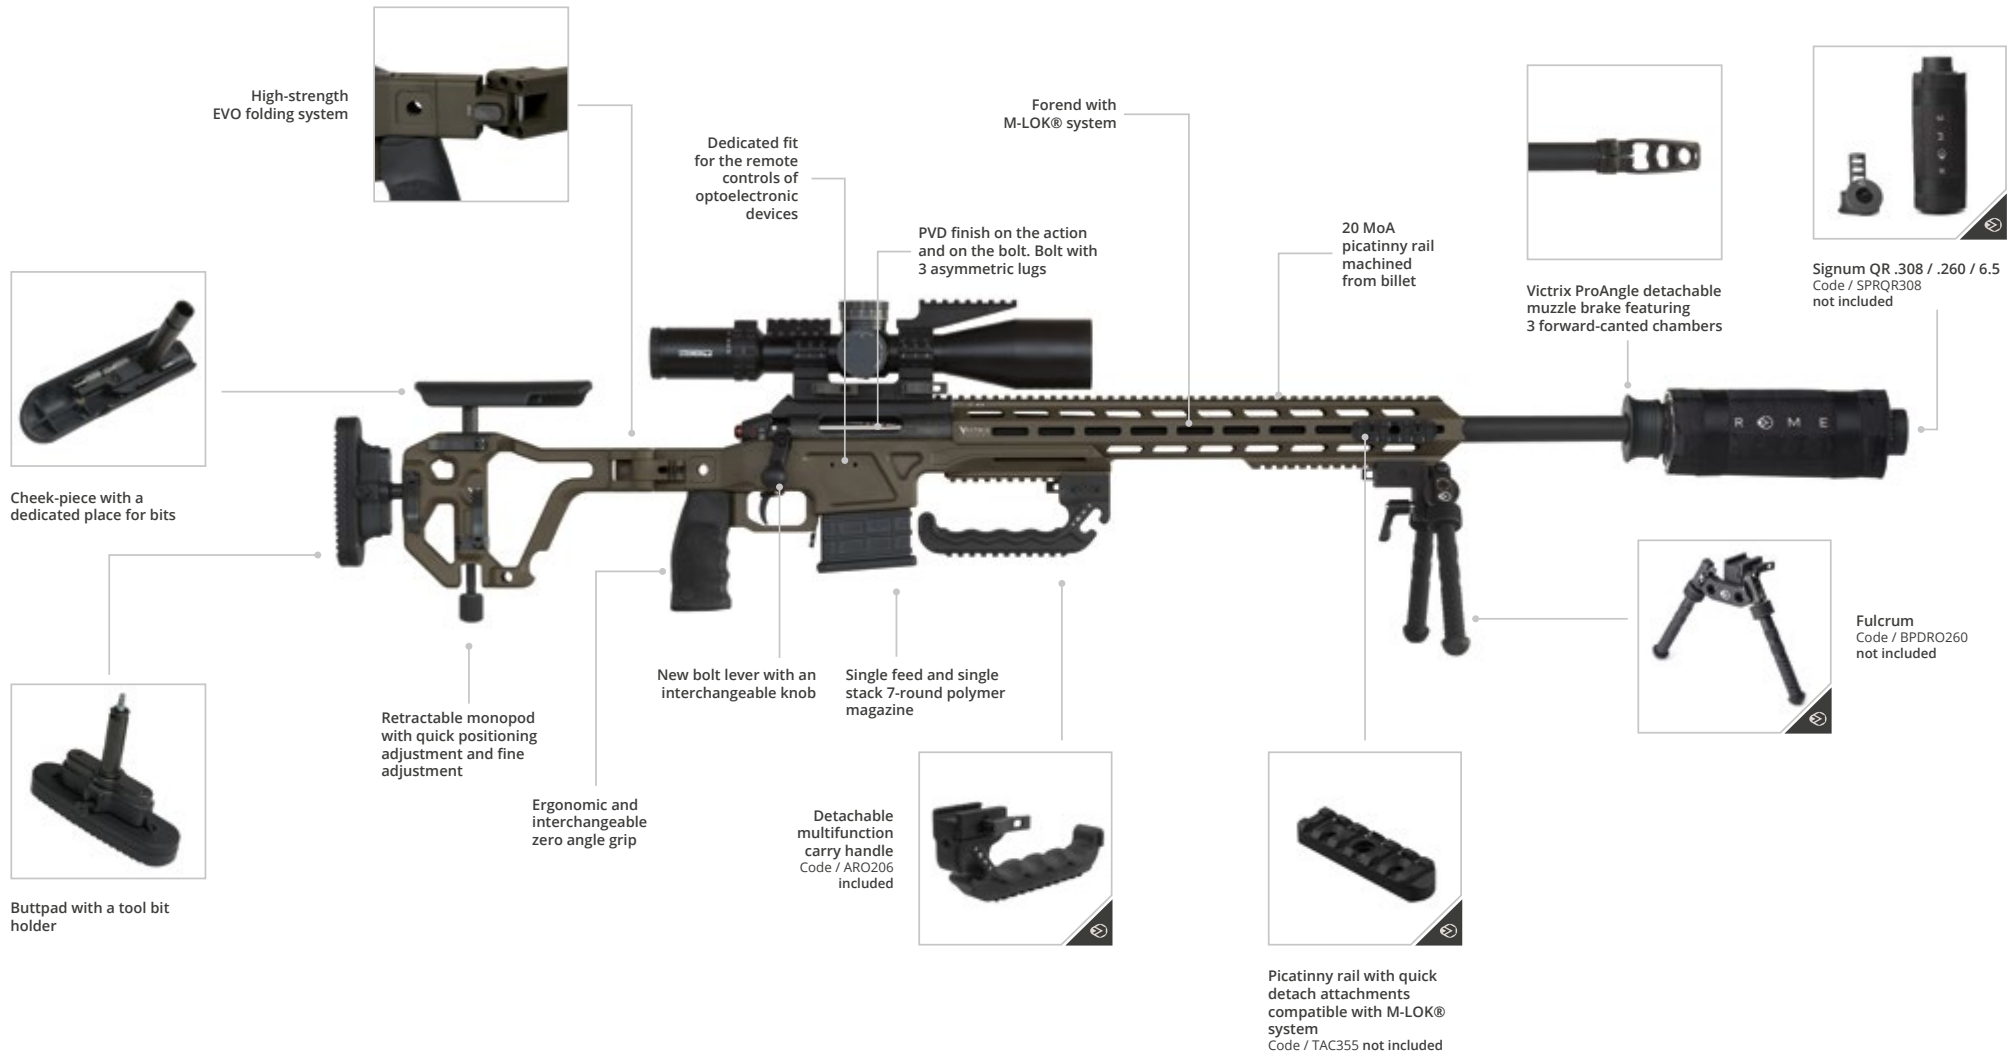 High-strength
EVO folding system
Dedicated fit
for the remote
controls of
optoelectronic
devices
PVD finish on the action
and on the bolt. Bolt with
3 asymmetric lugs
Forend with
M-LOK® system
20 MoA
picatinny rail
machined
from billet
Victrix ProAngle detachable
muzzle brake featuring
3 forward-canted chambers
Signum QR .308 / .260 / 6.5
Code / SPRQR308
not included
R M E
Cheek-piece with a
dedicated place for bits
Fulcrum
Code / BPDRO260
not included
New bolt lever with an
interchangeable knob
Single feed and single
stack 7-round polymer
magazine
Retractable monopod
with quick positioning
adjustment and fine
adjustment
Ergonomic and
interchangeable
zero angle grip
Detachable
multifunction
carry handle
Code / ARO206
included
Buttpad with a tool bit
holder
Picatinny rail with quick
detach attachments
compatible with M-LOK®
system
Code / TAC355 not included